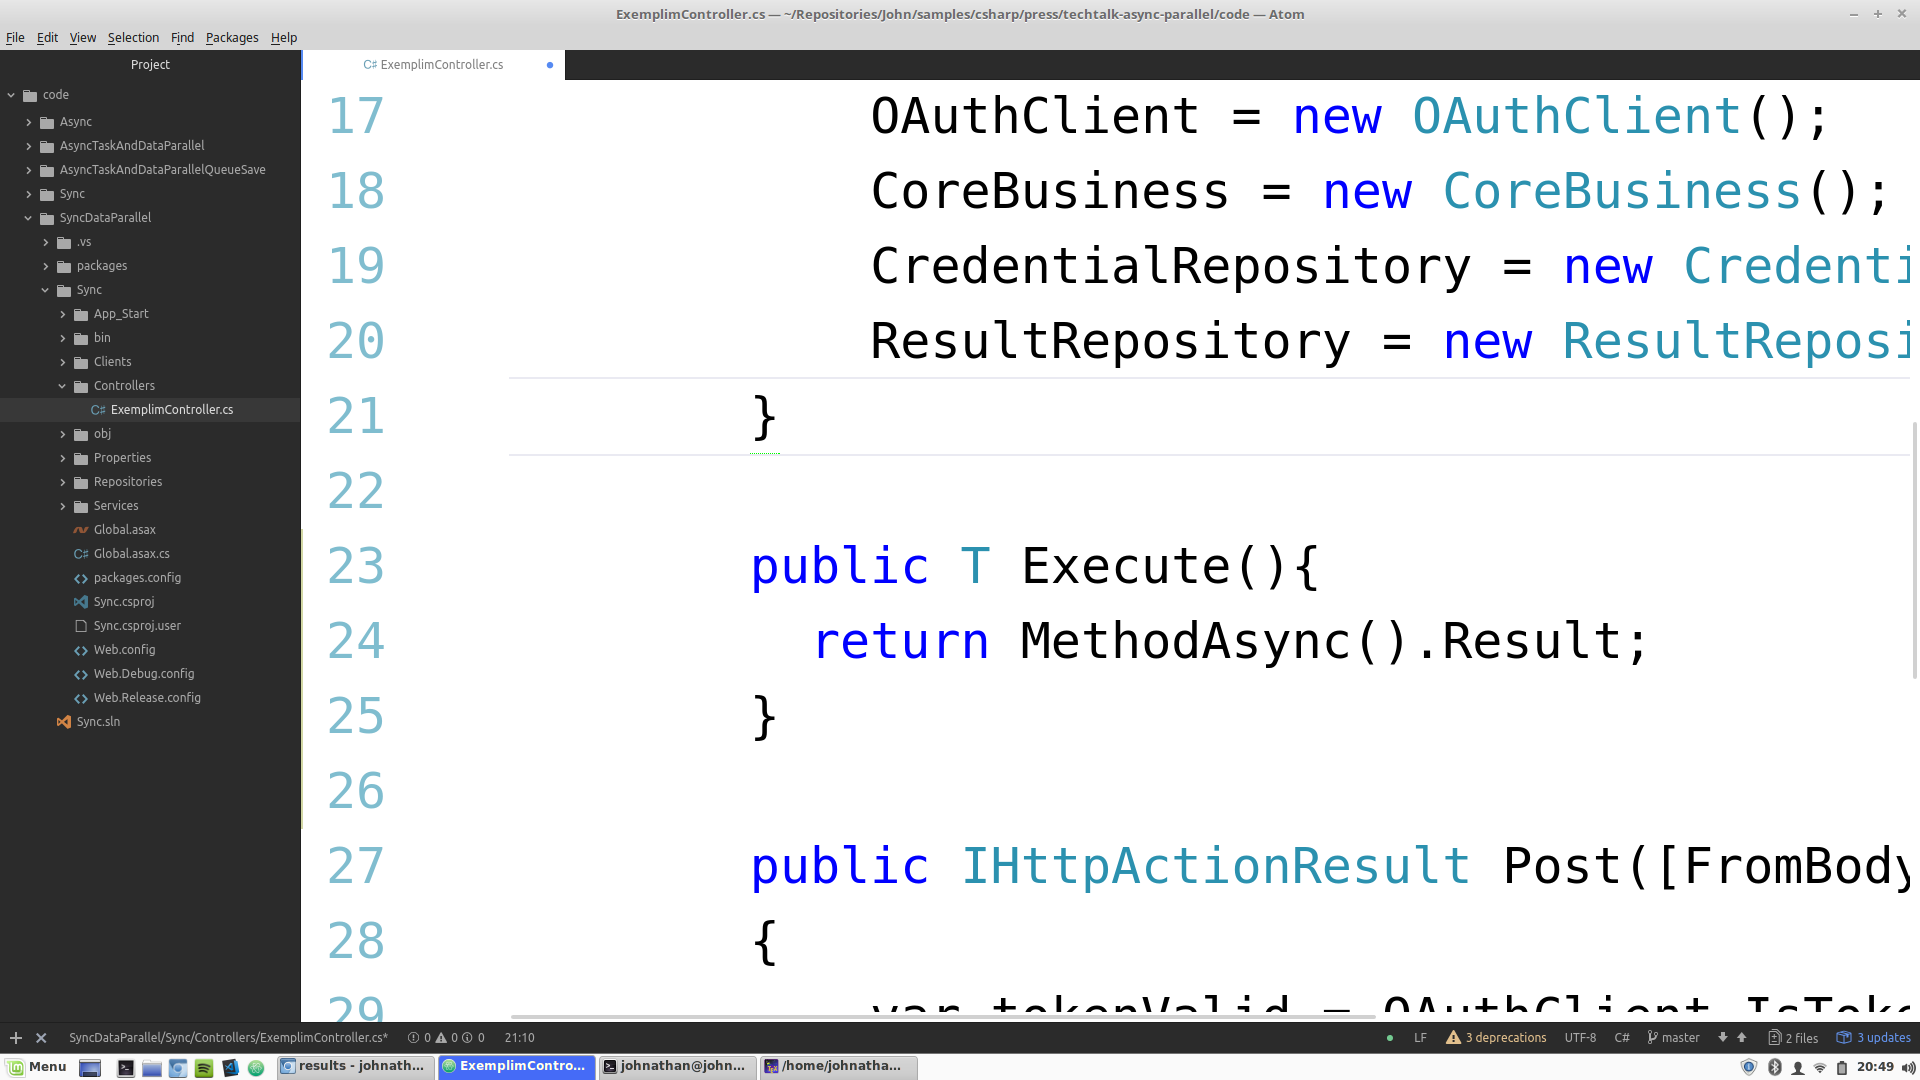 ExemplimController.cs — ~/Repositories/John/samples/csharp/press/techtalk-async-parallel/code — Atom
File Edit View Selection Find Packages Help
Project
C# ExemplimController.cs
code
Async
AsyncTaskAndDataParallel
AsyncTaskAndDataParallelQueueSave
Sync
SyncDataParallel
.vs
packages
Sync
App_Start
bin
Clients
Controllers
C# ExemplimController.cs
obj
Properties
Repositories
Services
Global.asax
C# Global.asax.cs
packages.config
Sync.csproj
Sync.csproj.user
Web.config
Web.Debug.config
Web.Release.config
Sync.sln
17 OAuthClient = new OAuthClient();
18 CoreBusiness = new CoreBusiness();
19 CredentialRepository = new Credenti
20 ResultRepository = new ResultReposi
21 }
22
23 public T Execute(){
24 return MethodAsync().Result;
25 }
26
27 public IHttpActionResult Post([FromBody
28 {
29 var tokenValid = OAuthClient.IsToke
SyncDataParallel/Sync/Controllers/ExemplimController.cs* 0 0 0 21:10 LF 3 deprecations UTF-8 C# master 2 files 3 updates
Menu results - johnath... ExemplimContro... johnathan@john... /home/johnatha... 20:49